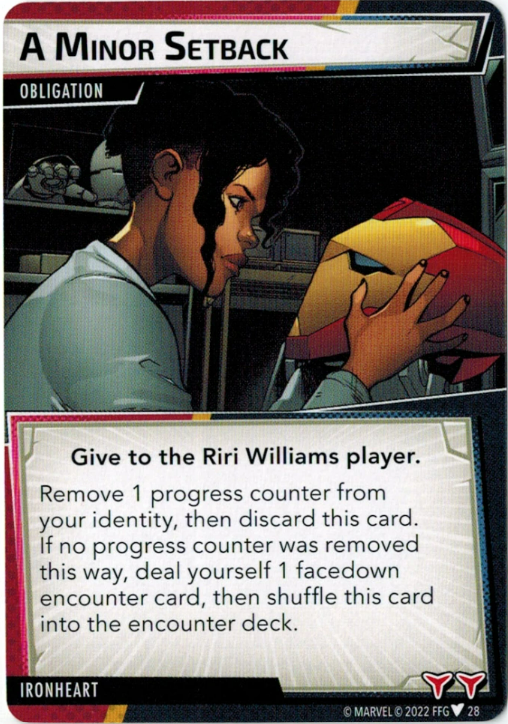 A Minor Setback
OBLIGATION
Give to the Riri Williams player.
Remove 1 progress counter from
your identity, then discard this card.
If no progress counter was removed
this way, deal yourself 1 facedown
encounter card, then shuffle this card
into the encounter deck.
IRONHEART
© MARVEL © 2022 FFG 28